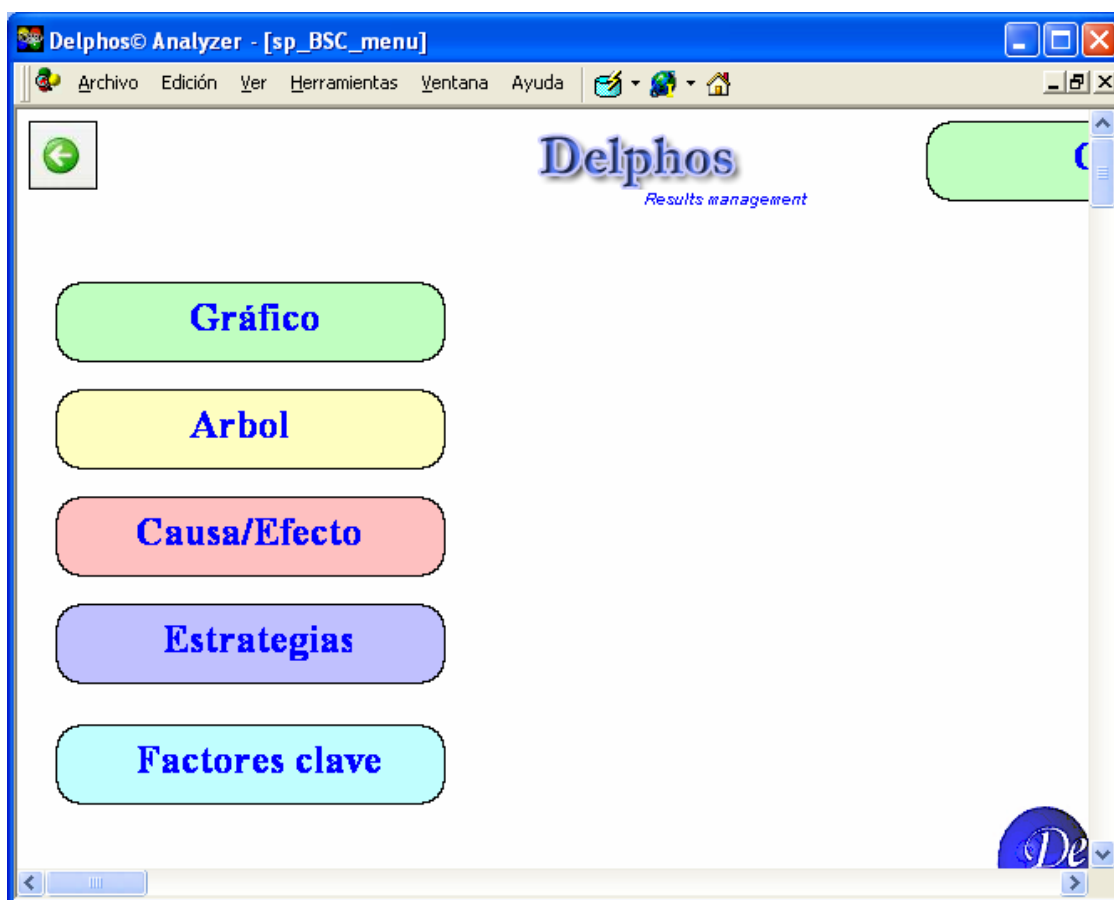 Delphos© Analyzer - [sp_BSC_menu]
Archivo Edición Ver Herramientas Ventana Ayuda
Delphos
Results management
Gráfico
Arbol
Causa/Efecto
Estrategias
Factores clave
De